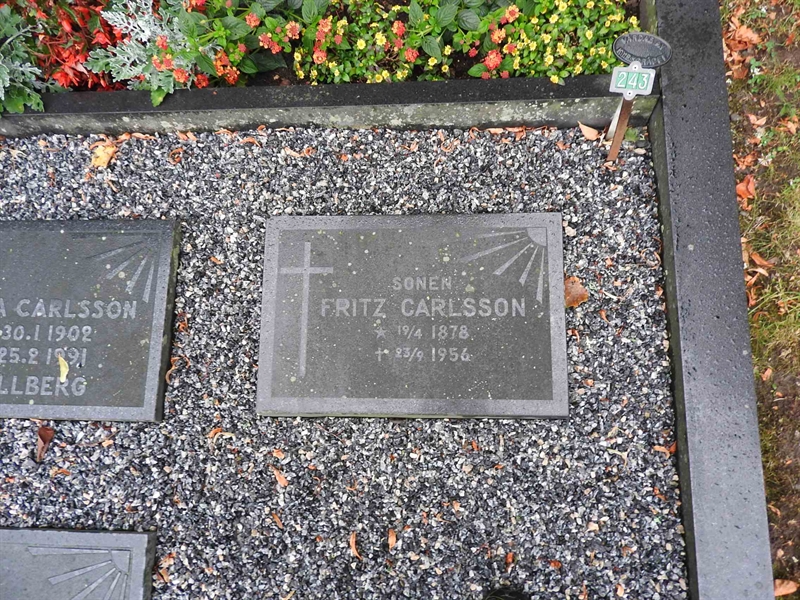 243
SONEN
FRITZ CARLSSON
* 19/4 1878
✝ 23/9 1956
A CARLSSON
30.1 1902
25.2 1991
LLBERG